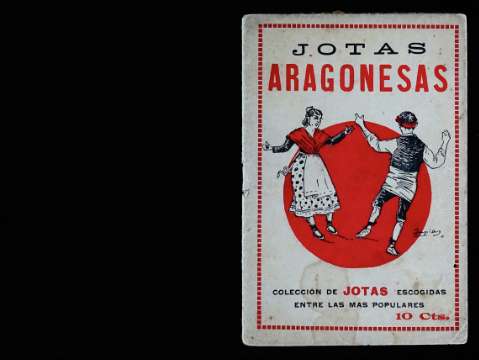 JOTAS
ARAGONESAS
COLECCIÓN DE JOTAS ESCOGIDAS
ENTRE LAS MAS POPULARES
10 Cts.